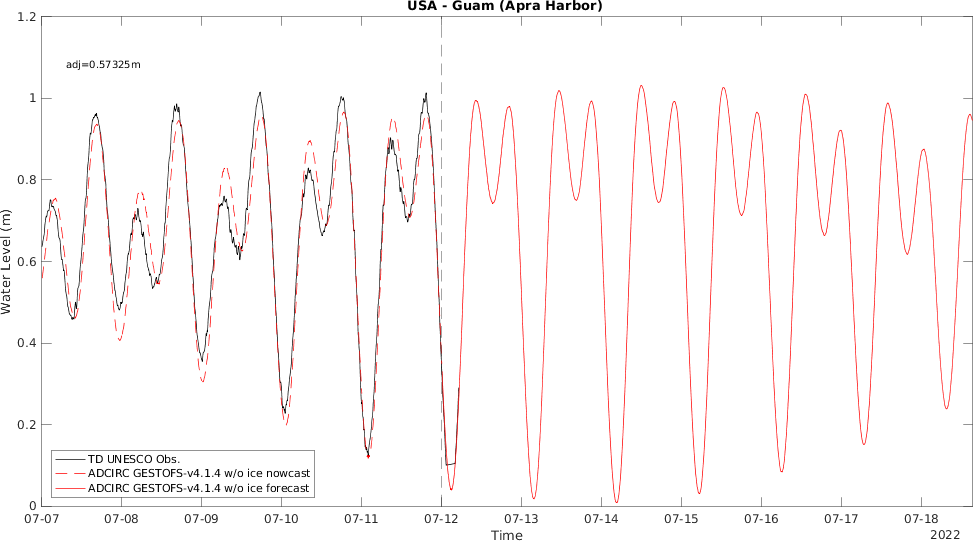 USA - Guam (Apra Harbor)
1.2
adj=0.57325m
1
0.8
0.6
0.4
0.2
0
Water Level (m)
TD UNESCO Obs.
ADCIRC GESTOFS-v4.1.4 w/o ice nowcast
ADCIRC GESTOFS-v4.1.4 w/o ice forecast
07-07 07-08 07-09 07-10 07-11 07-12 07-13 07-14 07-15 07-16 07-17 07-18
Time
2022